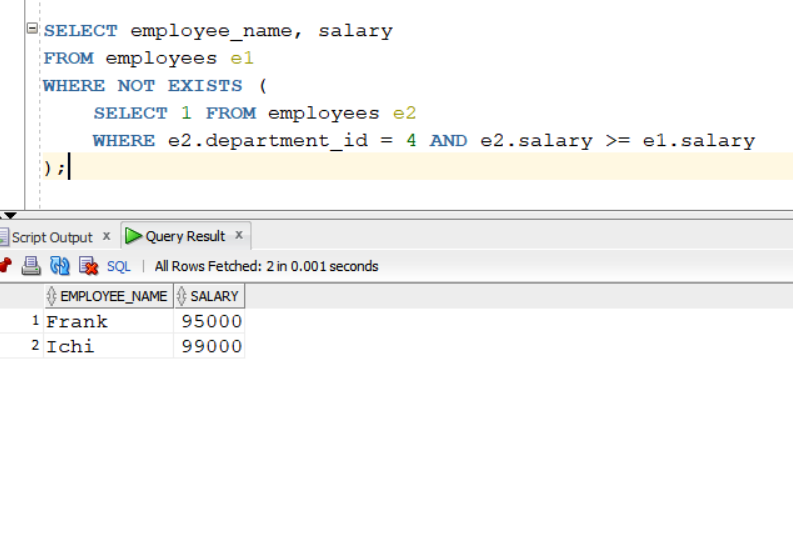 SELECT employee_name, salary
FROM employees e1
WHERE NOT EXISTS (
SELECT 1 FROM employees e2
WHERE e2.department_id = 4 AND e2.salary >= e1.salary
);
Script Output x Query Result x
SQL | All Rows Fetched: 2 in 0.001 seconds
EMPLOYEE_NAME SALARY
1 Frank 95000
2 Ichi 99000